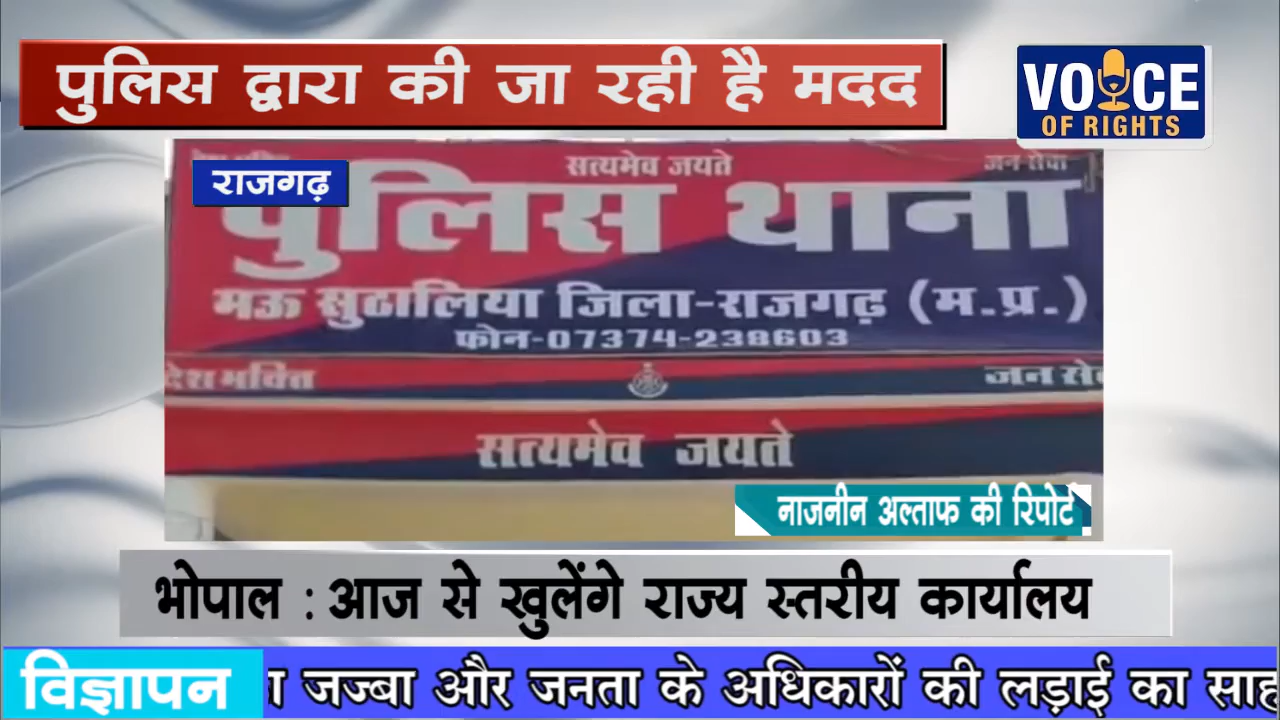 पुलिस द्वारा की जा रही है मदद
VOICE
OF RIGHTS
सत्यमेव जयते
जन सेवा
राजगढ़
पुलिस थाना
मऊ सुठालिया जिला-राजगढ़ (म.प्र.)
फोन-07374-238603
देशभक्ति
जन से
सत्यमेव जयते
नाजनीन अल्ताफ की रिपोर्ट
भोपाल : आज से खुलेंगे राज्य स्तरीय कार्यालय
विज्ञापन
जज्बा और जनता के अधिकारों की लड़ाई का साह